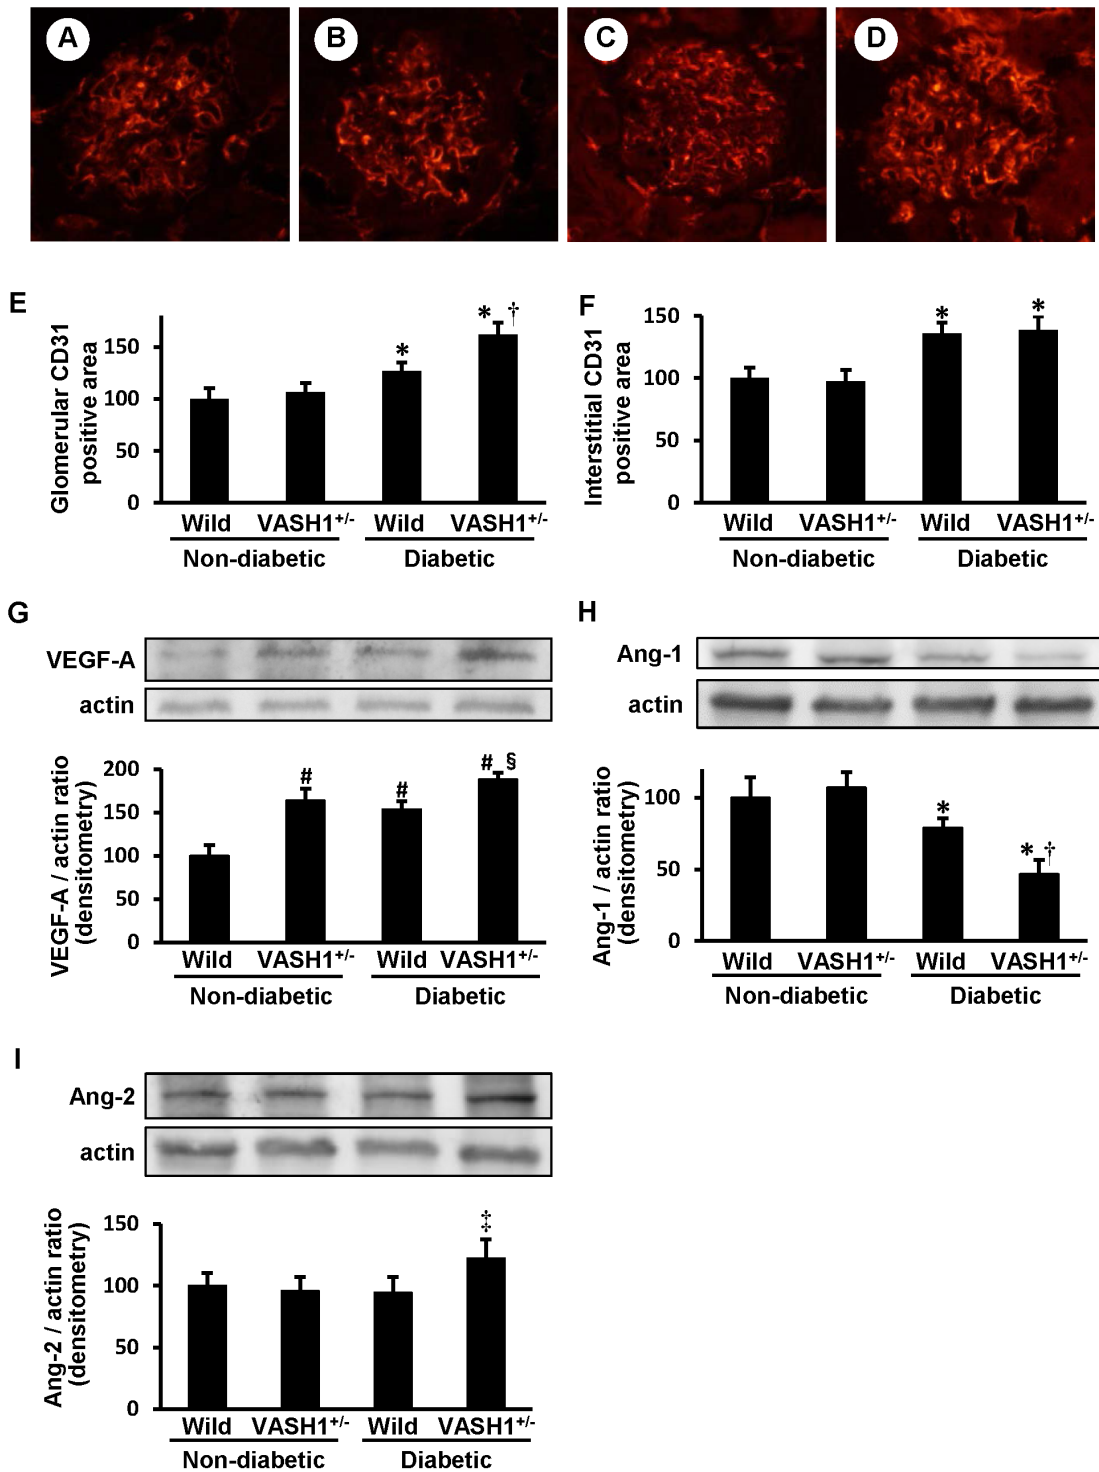 A
B
C
D
E
Glomerular CD31
positive area
150
100
50
0
* * †
Wild VASH1+/- Wild VASH1+/-
Non-diabetic Diabetic
F
Interstitial CD31
positive area
150
100
50
0
* *
Wild VASH1+/- Wild VASH1+/-
Non-diabetic Diabetic
G
VEGF-A
actin
VEGF-A / actin ratio
(densitometry)
200
150
100
50
0
# # # §
Wild VASH1+/- Wild VASH1+/-
Non-diabetic Diabetic
H
Ang-1
actin
Ang-1 / actin ratio
(densitometry)
100
50
0
* * †
Wild VASH1+/- Wild VASH1+/-
Non-diabetic Diabetic
I
Ang-2
actin
Ang-2 / actin ratio
(densitometry)
150
100
50
0
‡
Wild VASH1+/- Wild VASH1+/-
Non-diabetic Diabetic